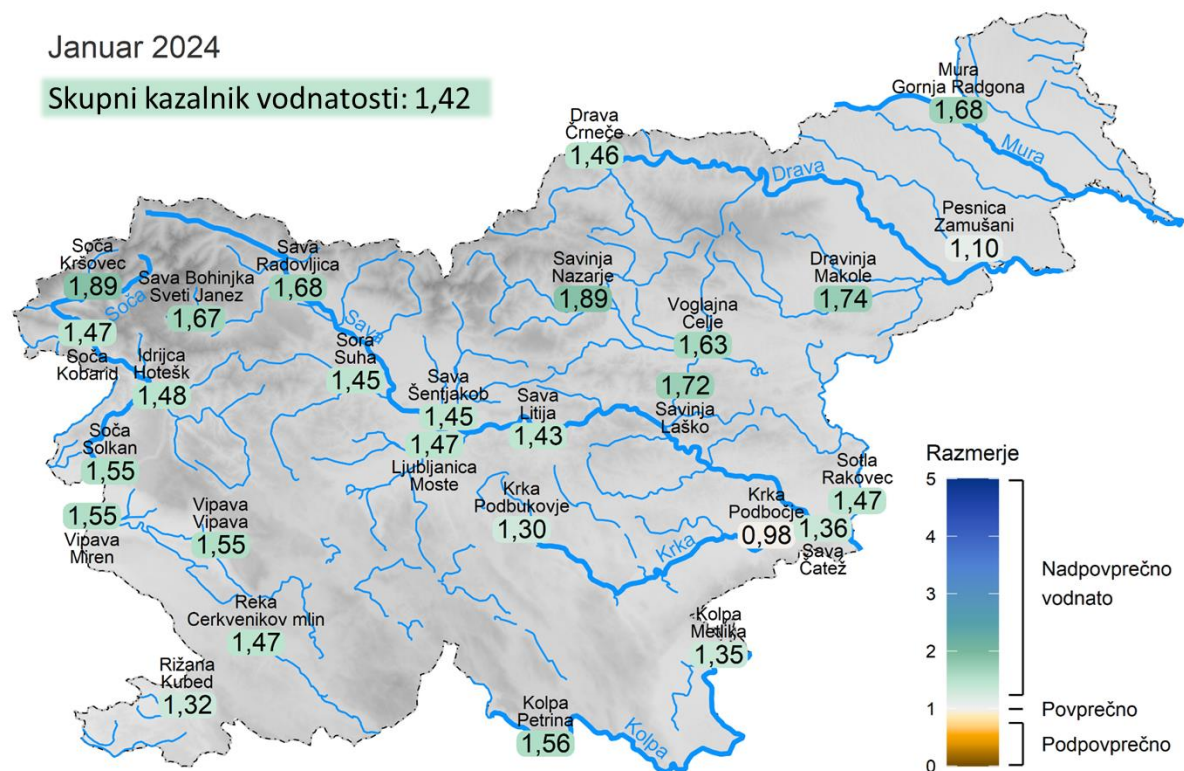 Januar 2024
Skupni kazalnik vodnatosti: 1,42
Mura
Gornja Radgona
1,68
Mura
Drava
Črneče
1,46
Drava
Pesnica
Zamušani
1,10
Soča
Kršovec
1,89
Soča
Sava Bohinjka
Sveti Janez
1,67
Sava
Radovljica
1,68
Sava
Savinja
Nazarje
1,89
Dravinja
Makole
1,74
Voglajna
Celje
1,63
1,47
Soča
Kobarid
Idrijca
Hotešk
1,48
Sora
Suha
1,45
Sava
Šentjakob
1,45
1,47
Ljubljanica
Moste
Sava
Litija
1,43
1,72
Savinja
Laško
Soča
Solkan
1,55
1,55
Vipava
Miren
Vipava
Vipava
1,55
Krka
Podbukovje
1,30
Krka
Krka
Podbočje
0,98
1,36
Sava
Čatež
Sotla
Rakovec
1,47
Reka
Cerkvenikov mlin
1,47
Rižana
Kubed
1,32
Kolpa
Petrina
1,56
Kolpa
Kolpa
Metlika
1,35
Razmerje
5
4
3
2
1
0
Nadpovprečno
vodnato
Povprečno
Podpovprečno